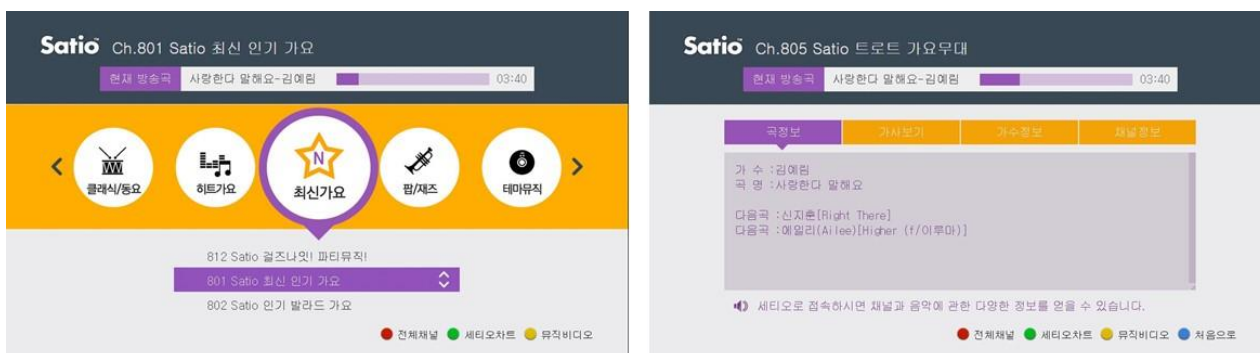 Satio Ch.801 Satio 최신 인기 가요
현재 방송곡 사랑한다 말해요-김예림 03:40
클래식/동요
히트가요
N
최신가요
팝/재즈
테마뮤직
812 Satio 걸즈나잇! 파티뮤직!
801 Satio 최신 인기 가요
802 Satio 인기 발라드 가요
전체채널 세티오차트 뮤직비디오
Satio Ch.805 Satio 트로트 가요무대
현재 방송곡 사랑한다 말해요-김예림 03:40
곡정보 가사보기 가수정보 채널정보
가 수 :김예림
곡 명 :사랑한다 말해요
다음곡 :신지훈[Right There]
다음곡 :에일리(Ailee)[Higher (f/이루마)]
세티오로 접속하시면 채널과 음악에 관한 다양한 정보를 얻을 수 있습니다.
전체채널 세티오차트 뮤직비디오 처음으로